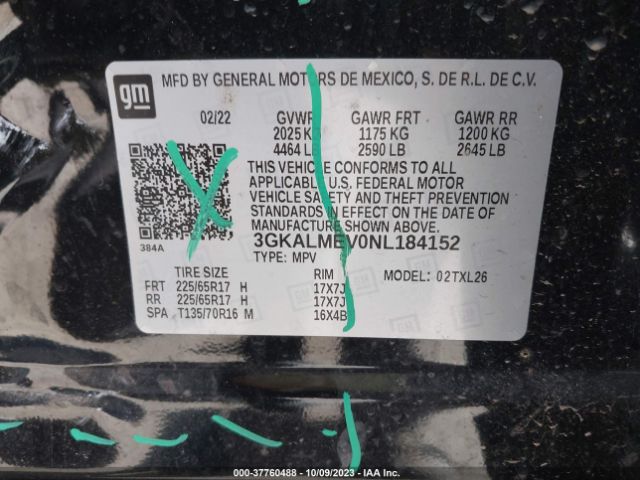 gm
MFD BY GENERAL MOTORS DE MEXICO, S. DE R.L. DE C.V.
02/22 GVWR GAWR FRT GAWR RR
2025 KG 1175 KG 1200 KG
4464 LB 2590 LB 2645 LB
THIS VEHICLE CONFORMS TO ALL
APPLICABLE U.S. FEDERAL MOTOR
VEHICLE SAFETY AND THEFT PREVENTION
STANDARDS IN EFFECT ON THE DATE OF
MANUFACTURE SHOWN ABOVE.
384A
3GKALMEV0NL184152
TYPE: MPV
TIRE SIZE RIM MODEL: 02TXL26
FRT 225/65R17 H 17X7J
RR 225/65R17 H 17X7J
SPA T135/70R16 M 16X4B
000-37760488 - 10/09/2023 - IAA Inc.